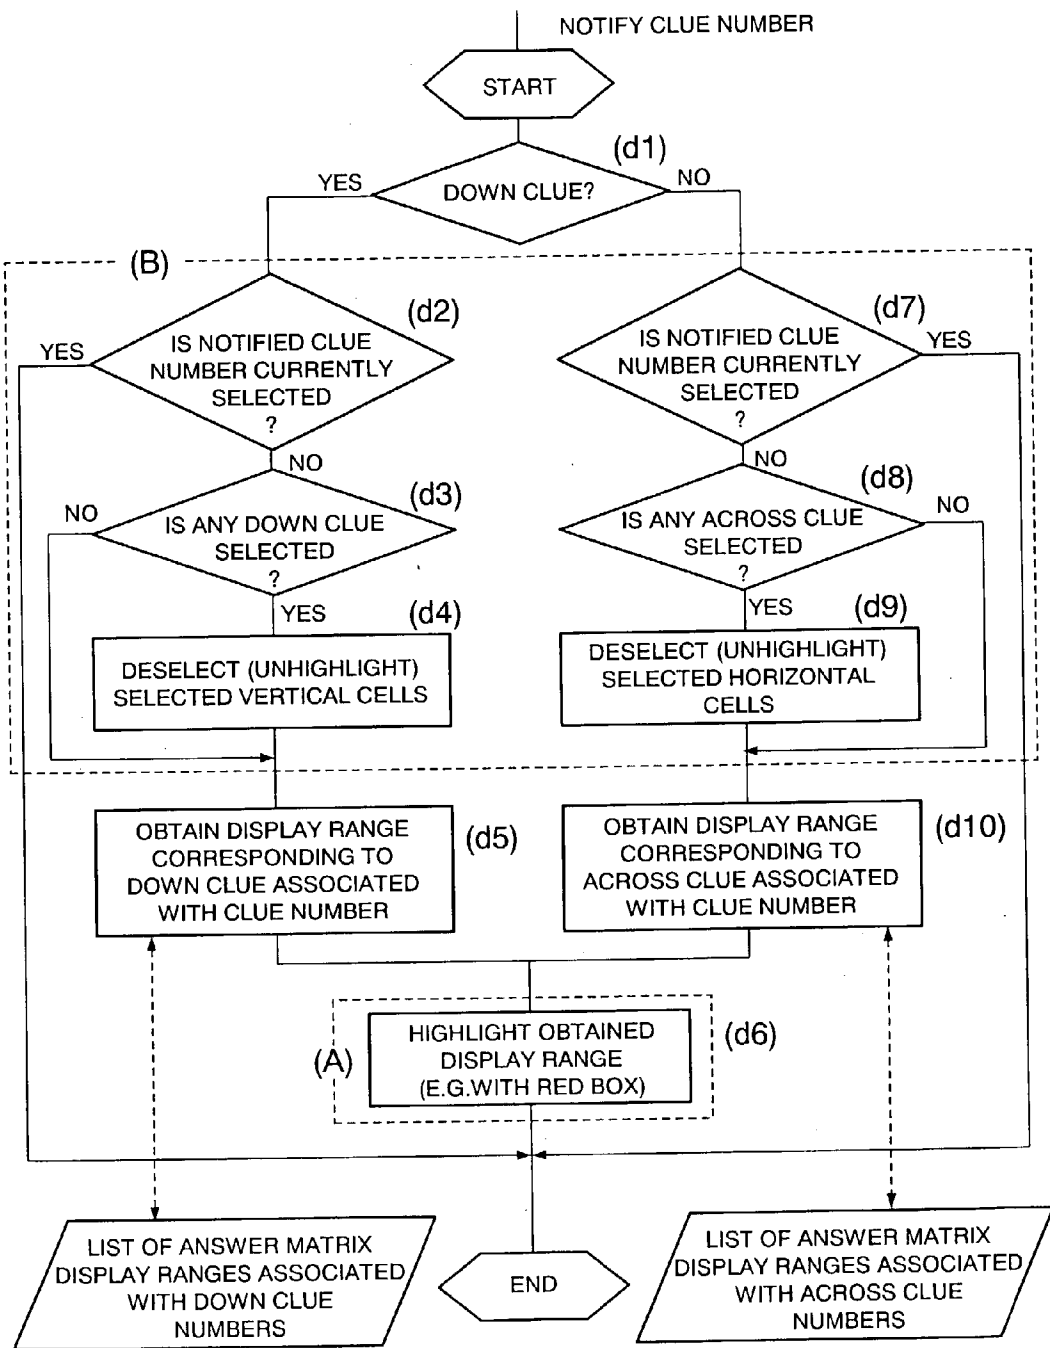 NOTIFY CLUE NUMBER
START
(d1)
YES
DOWN CLUE?
NO
(B)
(d2)
YES
IS NOTIFIED CLUE
NUMBER CURRENTLY
SELECTED
?
NO
(d7)
IS NOTIFIED CLUE
NUMBER CURRENTLY
SELECTED
?
YES
NO
(d3)
NO
IS ANY DOWN CLUE
SELECTED
?
YES
(d8)
IS ANY ACROSS CLUE
SELECTED
?
NO
YES
(d4)
DESELECT (UNHIGHLIGHT)
SELECTED VERTICAL CELLS
(d9)
DESELECT (UNHIGHLIGHT)
SELECTED HORIZONTAL
CELLS
OBTAIN DISPLAY RANGE
CORRESPONDING TO
DOWN CLUE ASSOCIATED
WITH CLUE NUMBER
(d5)
OBTAIN DISPLAY RANGE
CORRESPONDING TO
ACROSS CLUE ASSOCIATED
WITH CLUE NUMBER
(d10)
(A)
HIGHLIGHT OBTAINED
DISPLAY RANGE
(E.G.WITH RED BOX)
(d6)
LIST OF ANSWER MATRIX
DISPLAY RANGES ASSOCIATED
WITH DOWN CLUE
NUMBERS
END
LIST OF ANSWER MATRIX
DISPLAY RANGES ASSOCIATED
WITH ACROSS CLUE
NUMBERS